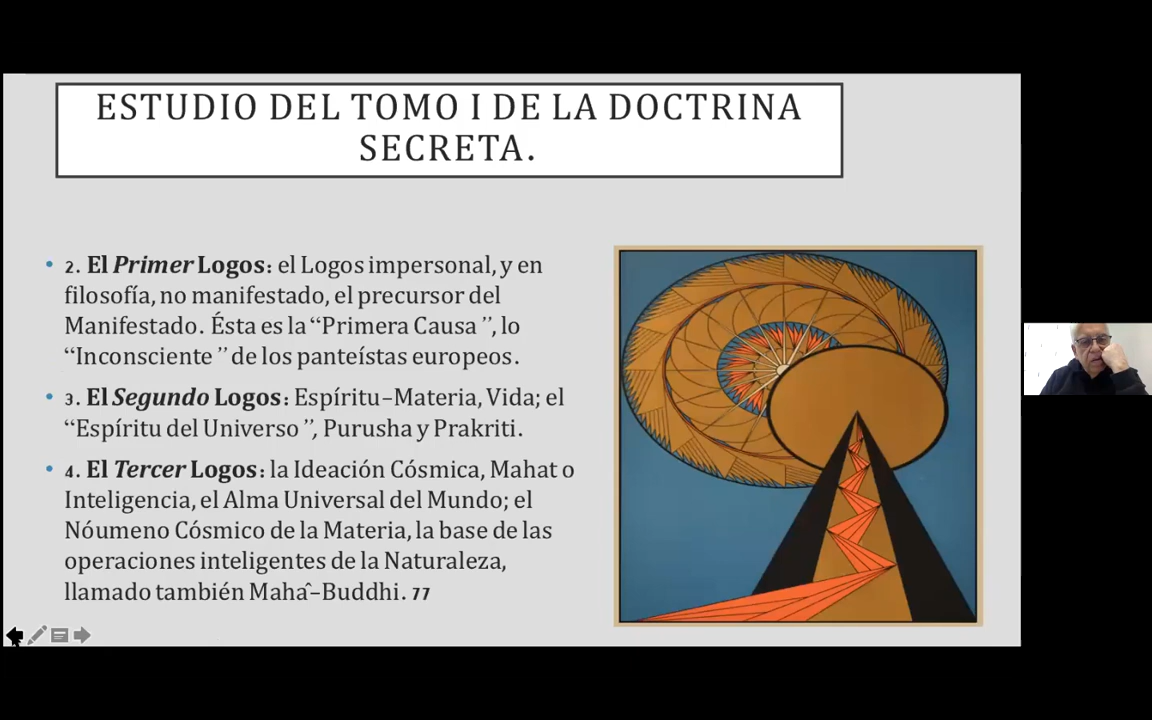 ESTUDIO DEL TOMO I DE LA DOCTRINA
SECRETA.
• 2. El Primer Logos: el Logos impersonal, y en
filosofía, no manifestado, el precursor del
Manifestado. Ésta es la “Primera Causa ”, lo
“Inconsciente ” de los panteístas europeos.
• 3. El Segundo Logos: Espíritu–Materia, Vida; el
“Espíritu del Universo ”, Purusha y Prakriti.
• 4. El Tercer Logos: la Ideación Cósmica, Mahat o
Inteligencia, el Alma Universal del Mundo; el
Nóumeno Cósmico de la Materia, la base de las
operaciones inteligentes de la Naturaleza,
llamado también Mahaˆ–Buddhi. 77